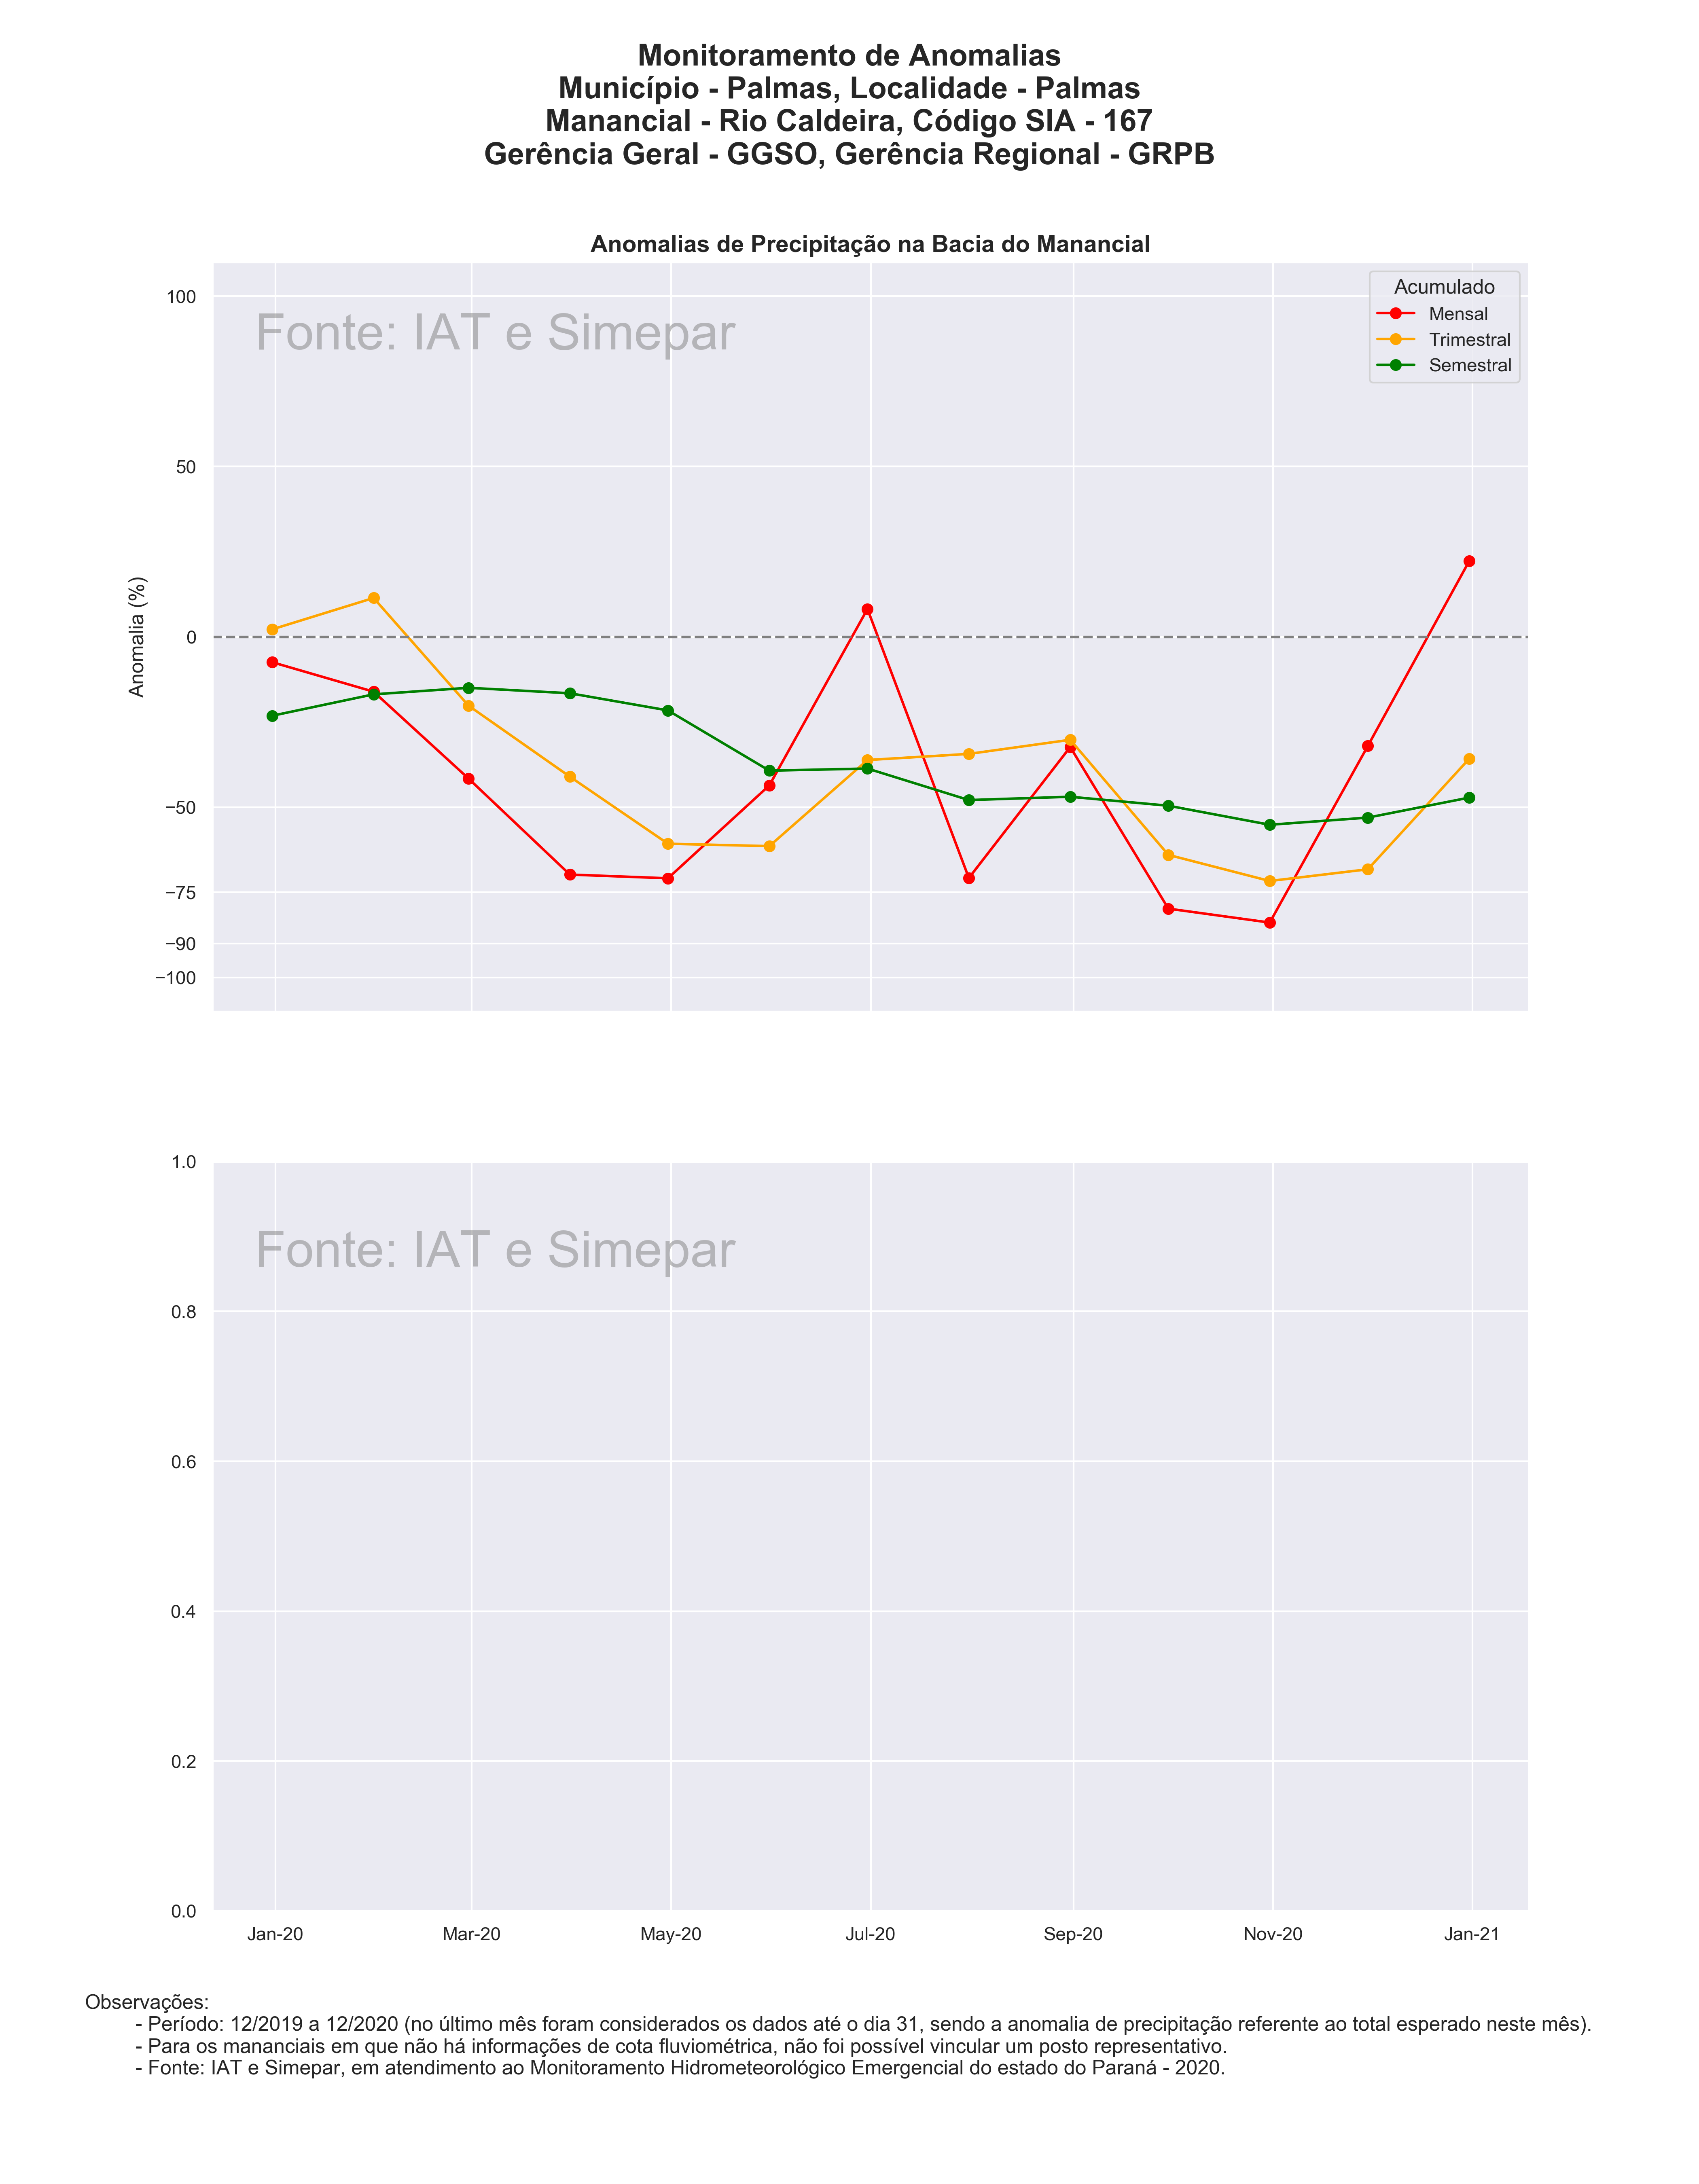 Monitoramento de Anomalias
Município - Palmas, Localidade - Palmas
Manancial - Rio Caldeira, Código SIA - 167
Gerência Geral - GGSO, Gerência Regional - GRPB
Anomalias de Precipitação na Bacia do Manancial
Fonte: IAT e Simepar
Acumulado
Mensal
Trimestral
Semestral
Anomalia (%)
100
50
0
−50
−75
−90
−100
Fonte: IAT e Simepar
1.0
0.8
0.6
0.4
0.2
0.0
Jan-20 Mar-20 May-20 Jul-20 Sep-20 Nov-20 Jan-21
Observações:
- Período: 12/2019 a 12/2020 (no último mês foram considerados os dados até o dia 31, sendo a anomalia de precipitação referente ao total esperado neste mês).
- Para os mananciais em que não há informações de cota fluviométrica, não foi possível vincular um posto representativo.
- Fonte: IAT e Simepar, em atendimento ao Monitoramento Hidrometeorológico Emergencial do estado do Paraná - 2020.